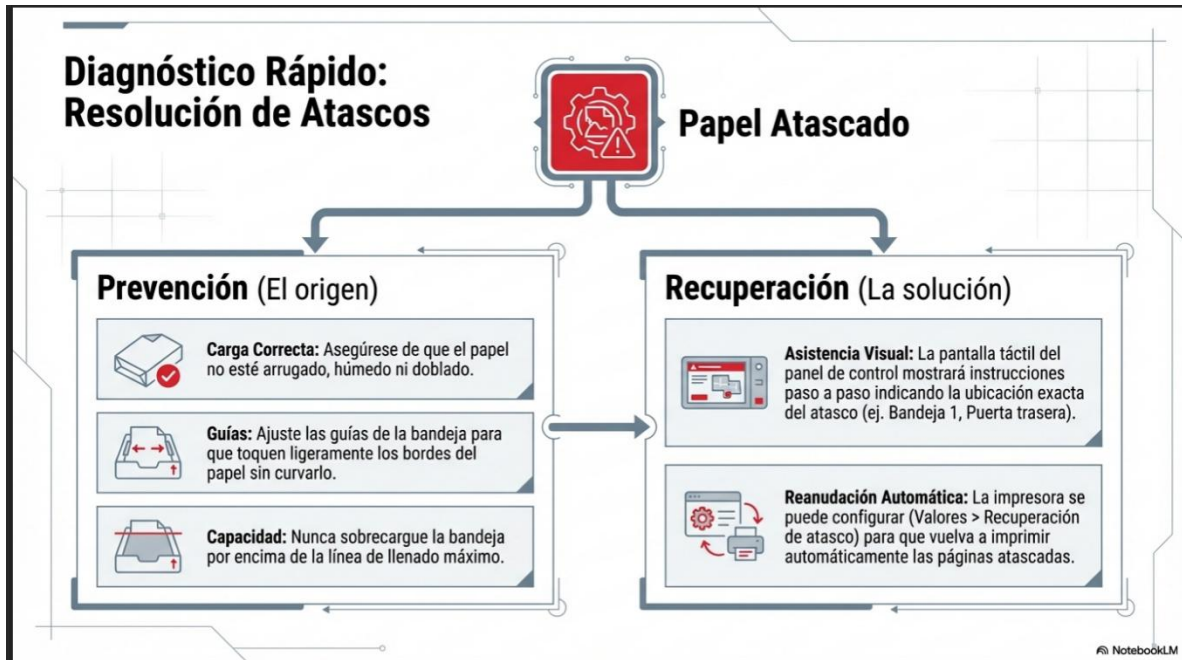 Diagnóstico Rápido:
Resolución de Atascos
Papel Atascado
Prevención (El origen)
Carga Correcta: Asegúrese de que el papel
no esté arrugado, húmedo ni doblado.
Guías: Ajuste las guías de la bandeja para
que toquen ligeramente los bordes del
papel sin curvarlo.
Capacidad: Nunca sobrecargue la bandeja
por encima de la línea de llenado máximo.
Recuperación (La solución)
Asistencia Visual: La pantalla táctil del
panel de control mostrará instrucciones
paso a paso indicando la ubicación exacta
del atasco (ej. Bandeja 1, Puerta trasera).
Reanudación Automática: La impresora se
puede configurar (Valores > Recuperación
de atasco) para que vuelva a imprimir
automáticamente las páginas atascadas.
NotebookLM